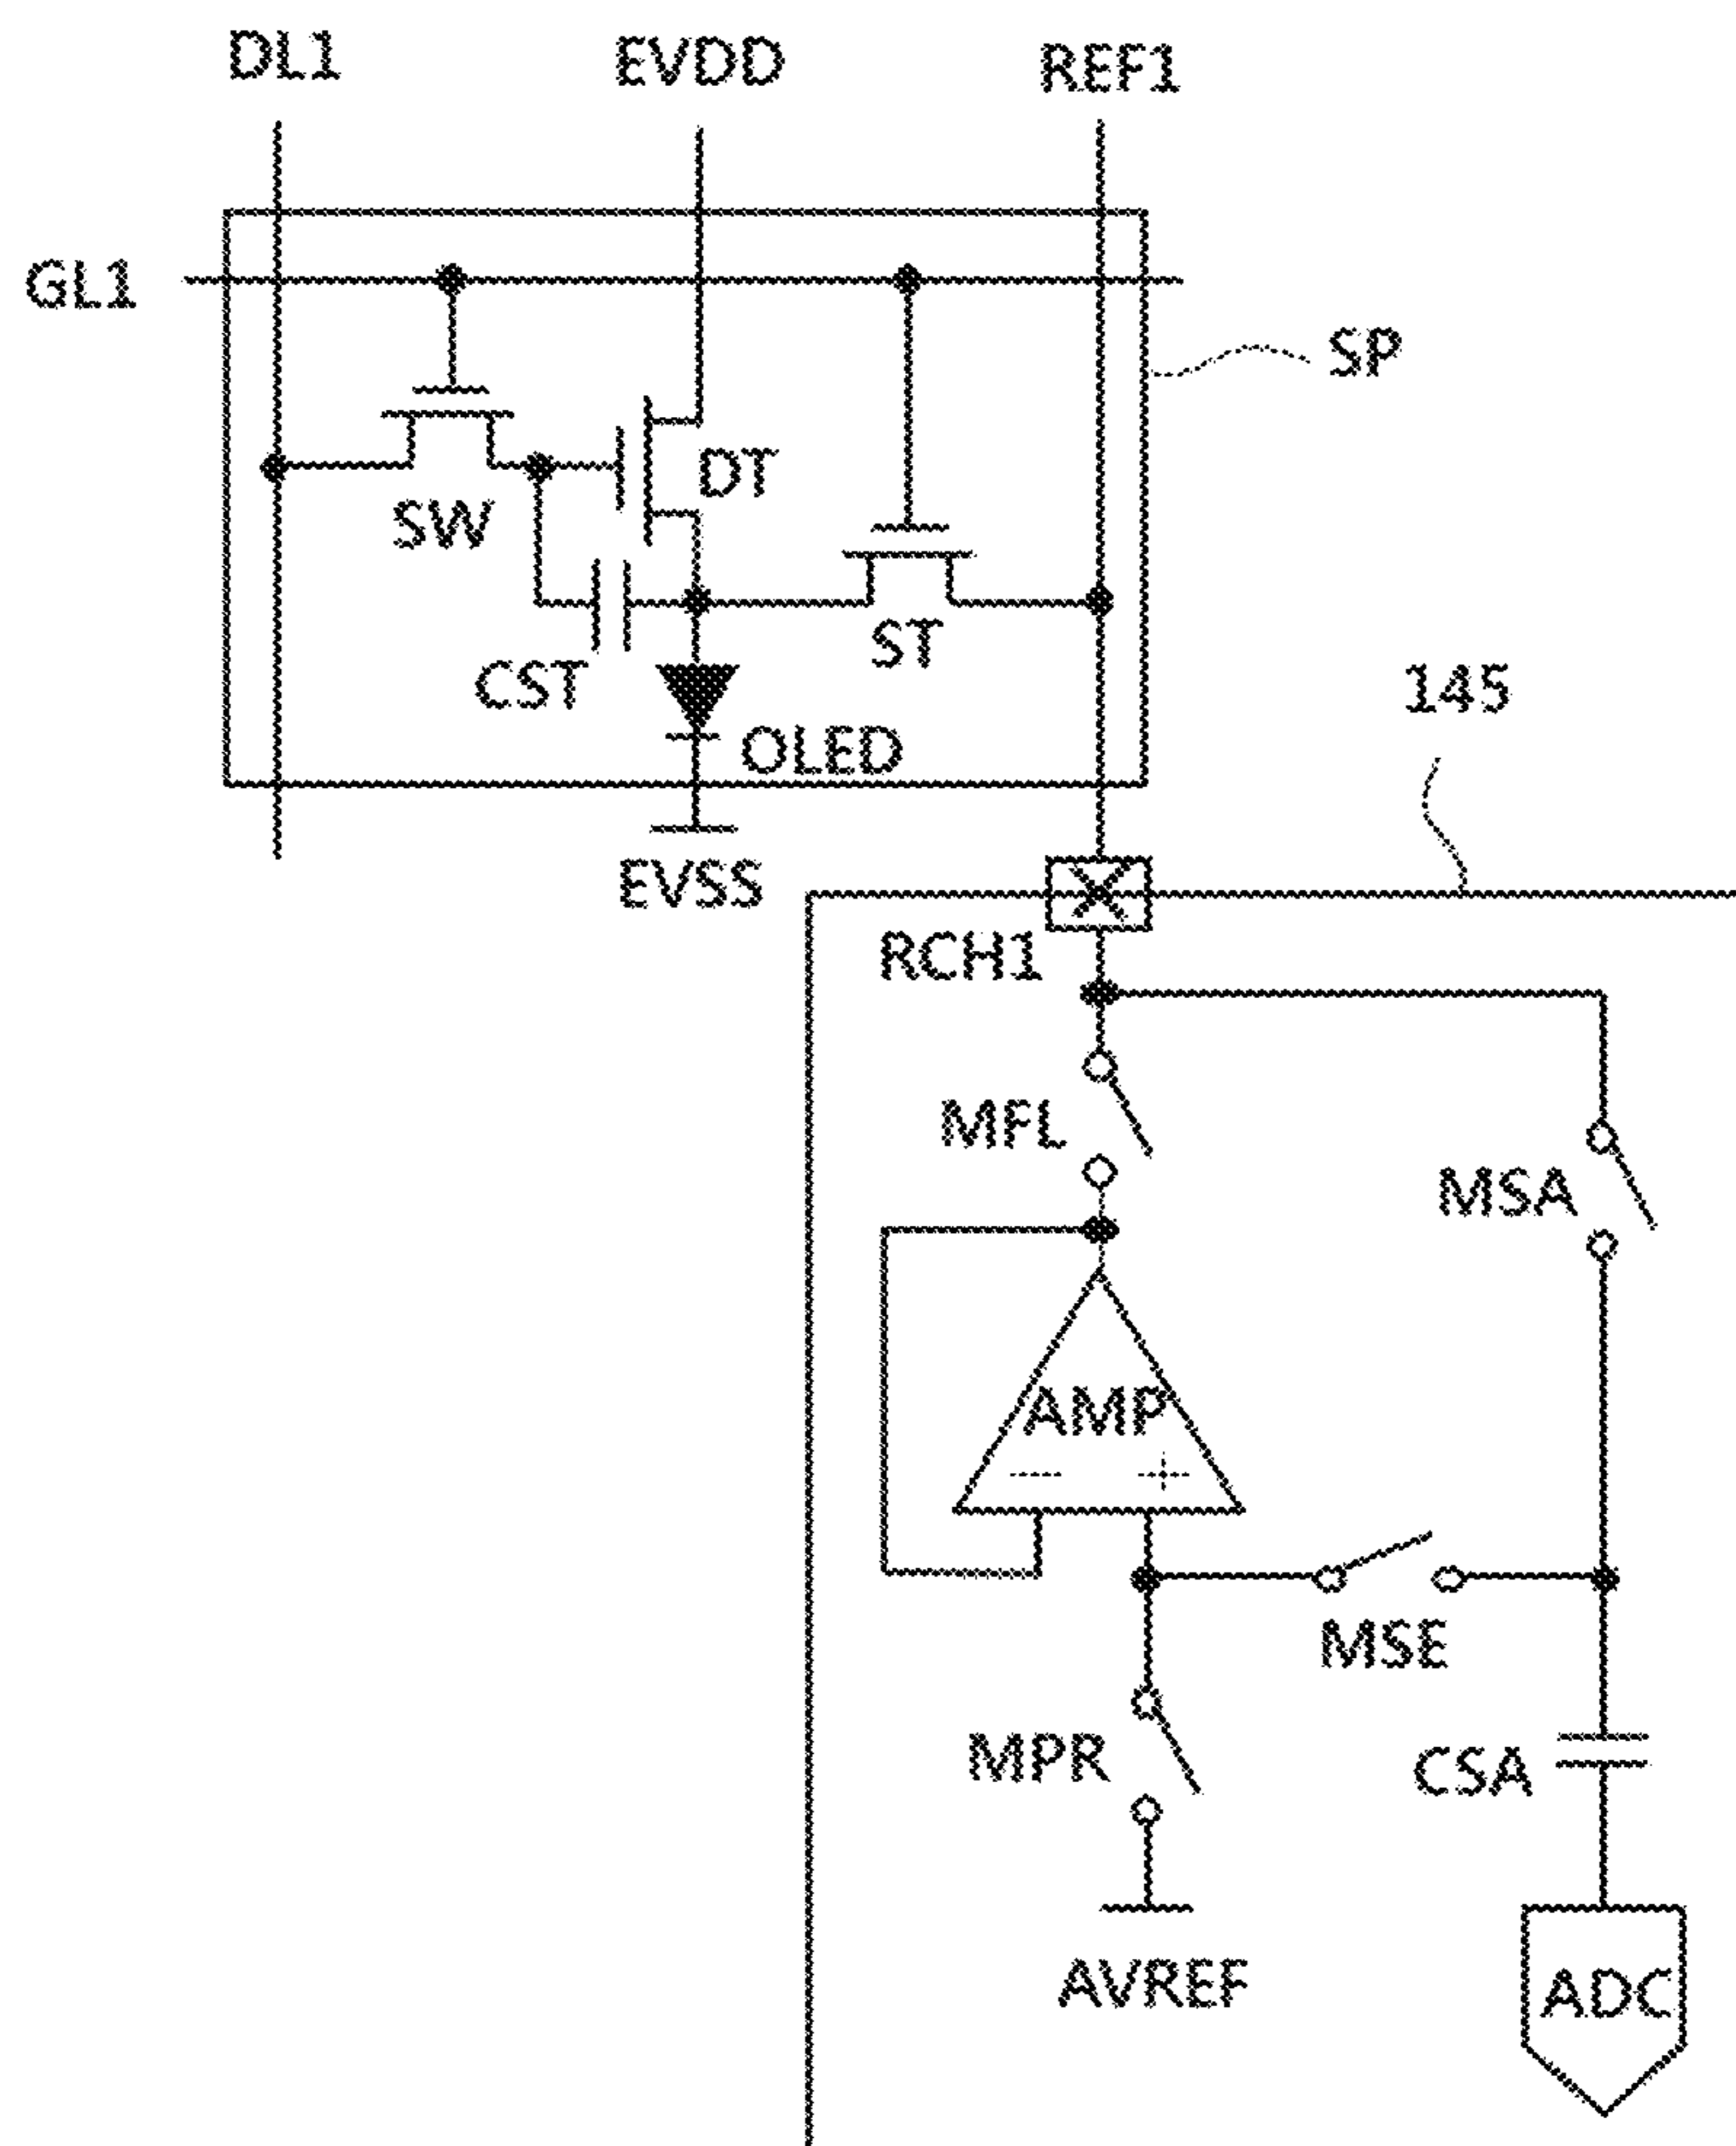 DL1 EVDD REF1
GL1
SP
DT
SW
ST
CST
145
OLED
EVSS
RCH1
MFL
MSA
AMP
- +
MSE
MPR
CSA
AVREF
ADC